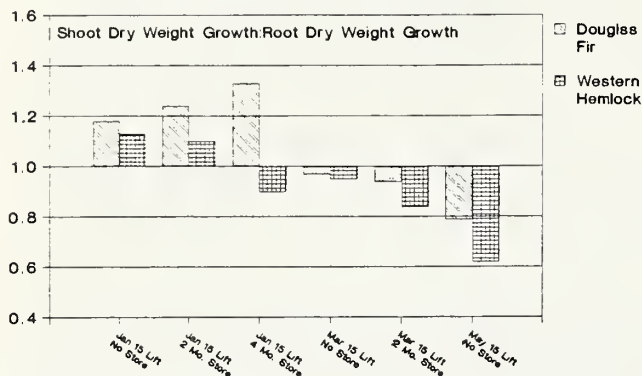 1.6
Shoot Dry Weight Growth:Root Dry Weight Growth
1.4
1.2
1.0
0.8
0.6
0.4
Douglas
Fir
Western
Hemlock
Jan 15 Lift
No Store
Jan 15 Lift
2 Mo. Store
Jan 15 Lift
4 Mo. Store
Mar 15 Lift
No Store
Mar 15 Lift
2 Mo. Store
May 15 Lift
No Store